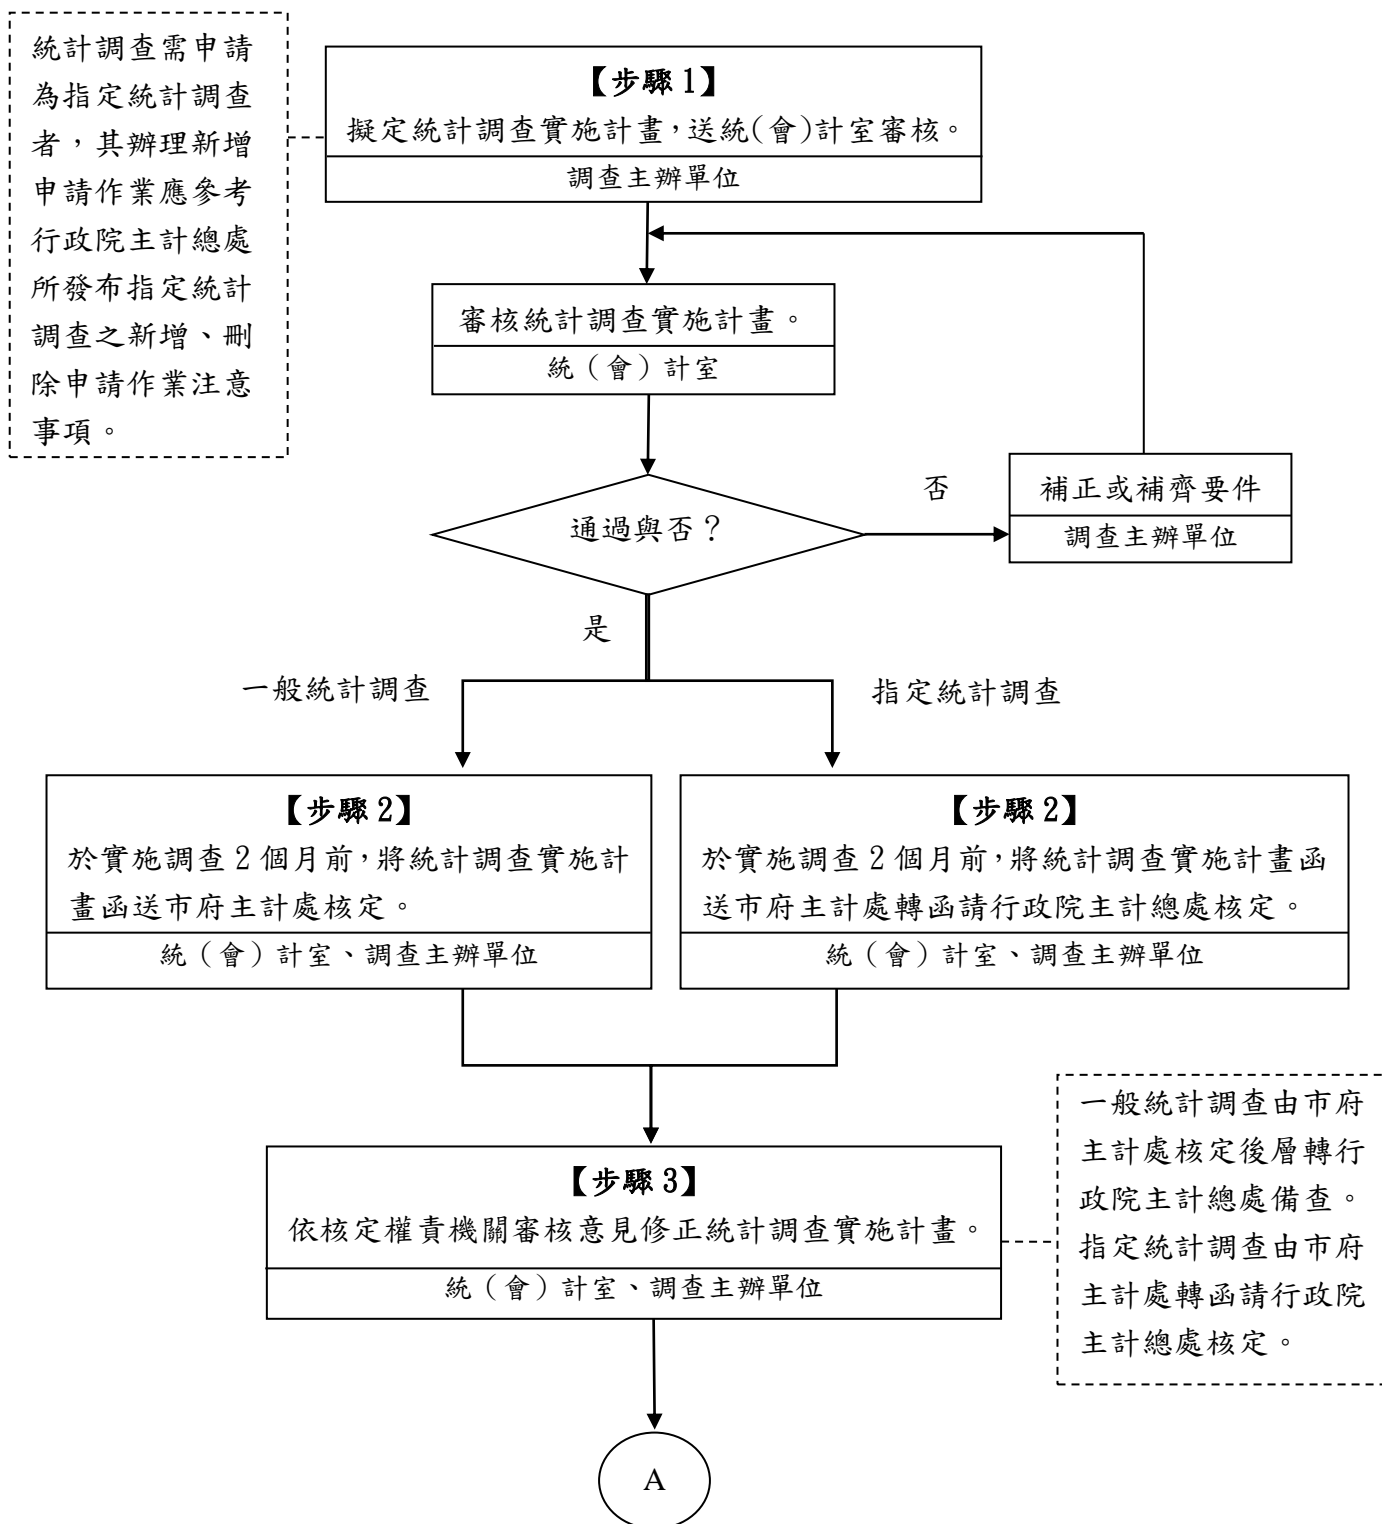 統計調查需申請
為指定統計調查
者，其辦理新增
申請作業應參考
行政院主計總處
所發布指定統計
調查之新增、刪
除申請作業注意
事項。
【步驟1】
擬定統計調查實施計畫，送統(會)計室審核。
調查主辦單位
審核統計調查實施計畫。
統（會）計室
通過與否？
否
補正或補齊要件
調查主辦單位
是
一般統計調查
指定統計調查
【步驟2】
於實施調查2個月前，將統計調查實施計
畫函送市府主計處核定。
統（會）計室、調查主辦單位
【步驟2】
於實施調查2個月前，將統計調查實施計畫函
送市府主計處轉函請行政院主計總處核定。
統（會）計室、調查主辦單位
【步驟3】
依核定權責機關審核意見修正統計調查實施計畫。
統（會）計室、調查主辦單位
一般統計調查由市府
主計處核定後層轉行
政院主計總處備查。
指定統計調查由市府
主計處轉函請行政院
主計總處核定。
A